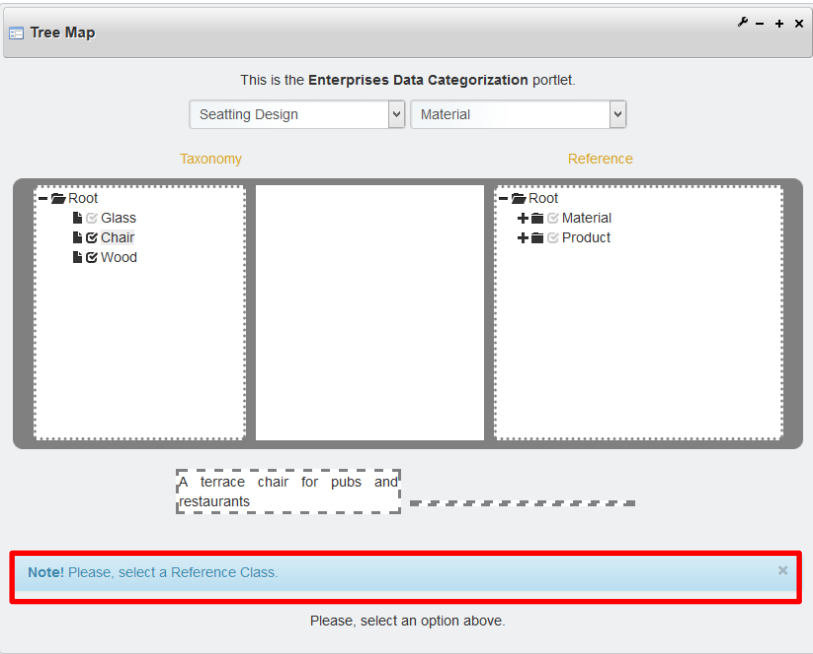 Tree Map
This is the Enterprises Data Categorization portlet.
Seatting Design
Material
Taxonomy
Reference
Root
Glass
Chair
Wood
Root
Material
Product
A terrace chair for pubs and
restaurants
Note! Please, select a Reference Class.
Please, select an option above.